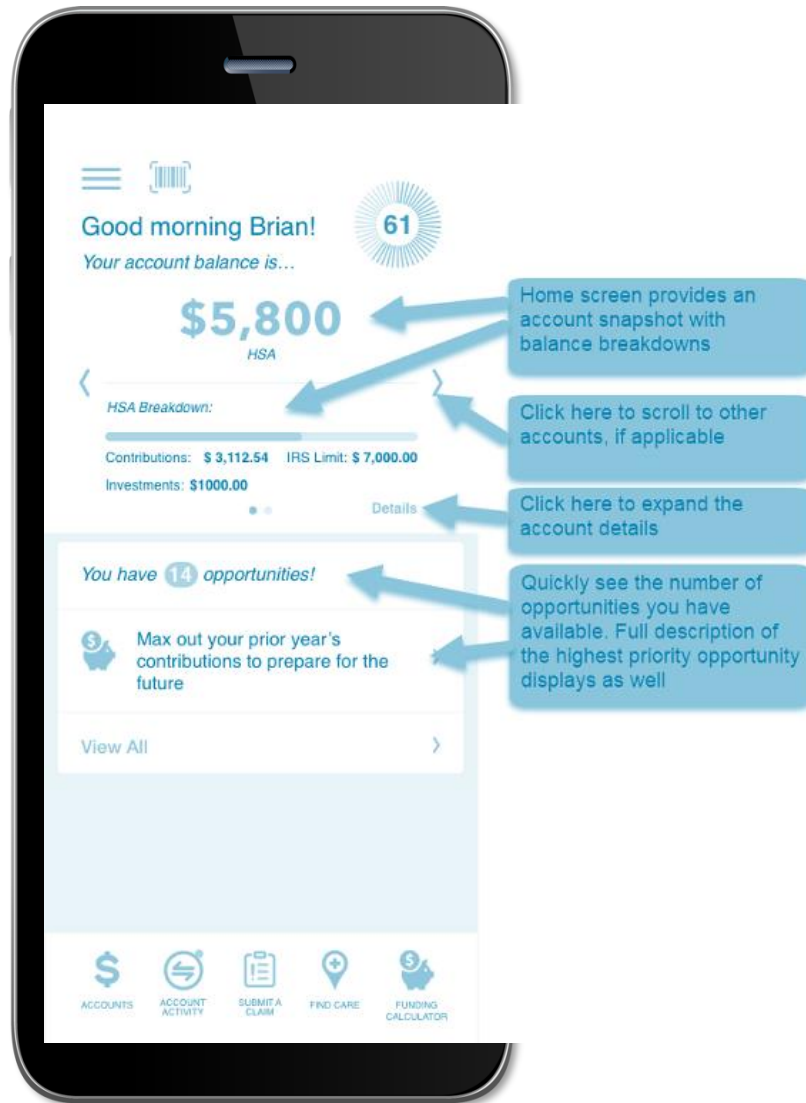 Good morning Brian!
61
Your account balance is...
$5,800
HSA
HSA Breakdown:
Contributions: $ 3,112.54 IRS Limit: $ 7,000.00
Investments: $1000.00
Details
You have 14 opportunities!
Max out your prior year's
contributions to prepare for the
future
View All
ACCOUNTS
ACCOUNT
ACTIVITY
SUBMIT A
CLAIM
FIND CARE
FUNDING
CALCULATOR
Home screen provides an
account snapshot with
balance breakdowns
Click here to scroll to other
accounts, if applicable
Click here to expand the
account details
Quickly see the number of
opportunities you have
available. Full description of
the highest priority opportunity
displays as well